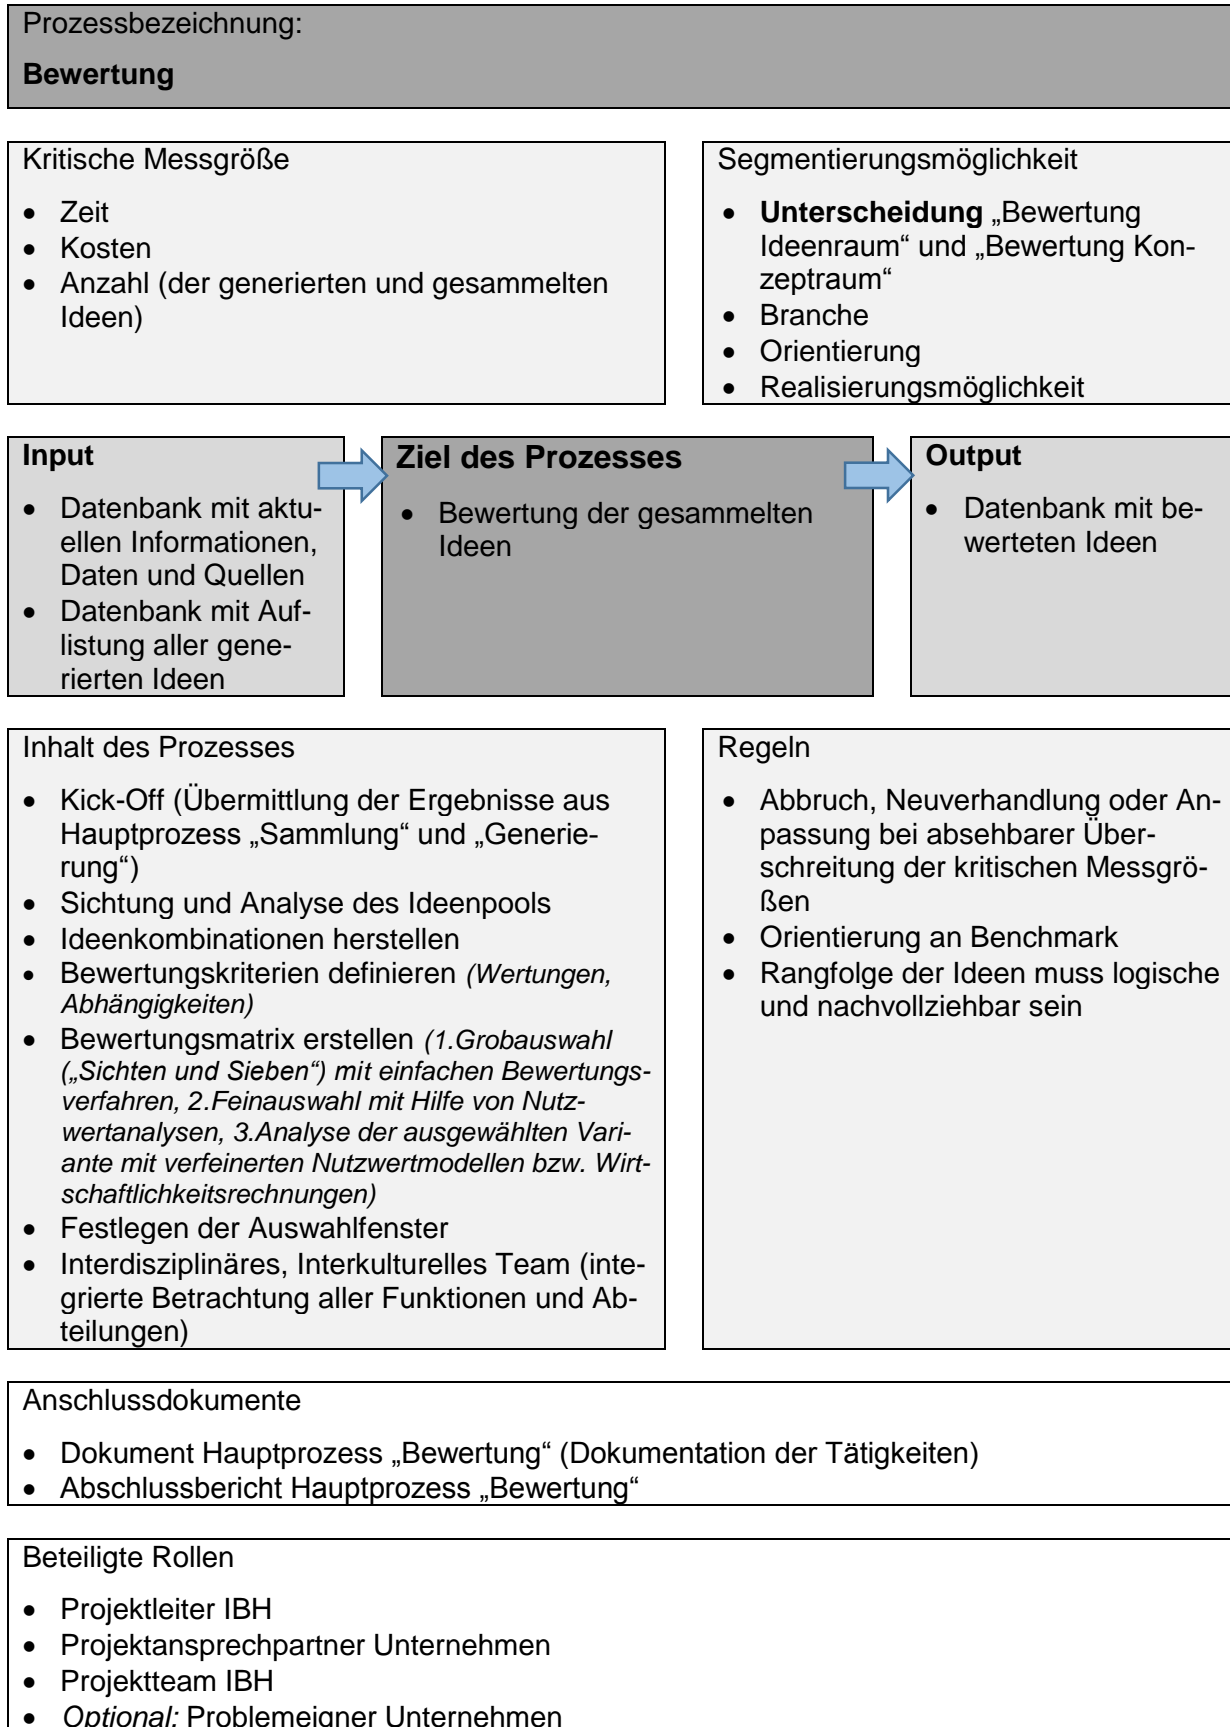 Prozessbezeichnung:
Bewertung
Kritische Messgröße
• Zeit
• Kosten
• Anzahl (der generierten und gesammelten
Ideen)
Segmentierungsmöglichkeit
• Unterscheidung „Bewertung
Ideenraum“ und „Bewertung Kon-
zeptraum“
• Branche
• Orientierung
• Realisierungsmöglichkeit
Input
• Datenbank mit aktu-
ellen Informationen,
Daten und Quellen
• Datenbank mit Auf-
listung aller gene-
rierten Ideen
Ziel des Prozesses
• Bewertung der gesammelten
Ideen
Output
• Datenbank mit be-
werteten Ideen
Inhalt des Prozesses
• Kick-Off (Übermittlung der Ergebnisse aus
Hauptprozess „Sammlung“ und „Generie-
rung“)
• Sichtung und Analyse des Ideenpools
• Ideenkombinationen herstellen
• Bewertungskriterien definieren (Wertungen,
Abhängigkeiten)
• Bewertungsmatrix erstellen (1.Grobauswahl
(„Sichten und Sieben“) mit einfachen Bewertungs-
verfahren, 2.Feinauswahl mit Hilfe von Nutz-
wertanalysen, 3.Analyse der ausgewählten Vari-
ante mit verfeinerten Nutzwertmodellen bzw. Wirt-
schaftlichkeitsrechnungen)
• Festlegen der Auswahlfenster
• Interdisziplinäres, Interkulturelles Team (inte-
grierte Betrachtung aller Funktionen und Ab-
teilungen)
Regeln
• Abbruch, Neuverhandlung oder An-
passung bei absehbarer Über-
schreitung der kritischen Messgrö-
ßen
• Orientierung an Benchmark
• Rangfolge der Ideen muss logische
und nachvollziehbar sein
Anschlussdokumente
• Dokument Hauptprozess „Bewertung“ (Dokumentation der Tätigkeiten)
• Abschlussbericht Hauptprozess „Bewertung“
Beteiligte Rollen
• Projektleiter IBH
• Projektansprechpartner Unternehmen
• Projektteam IBH
• Optional: Problemeigner Unternehmen